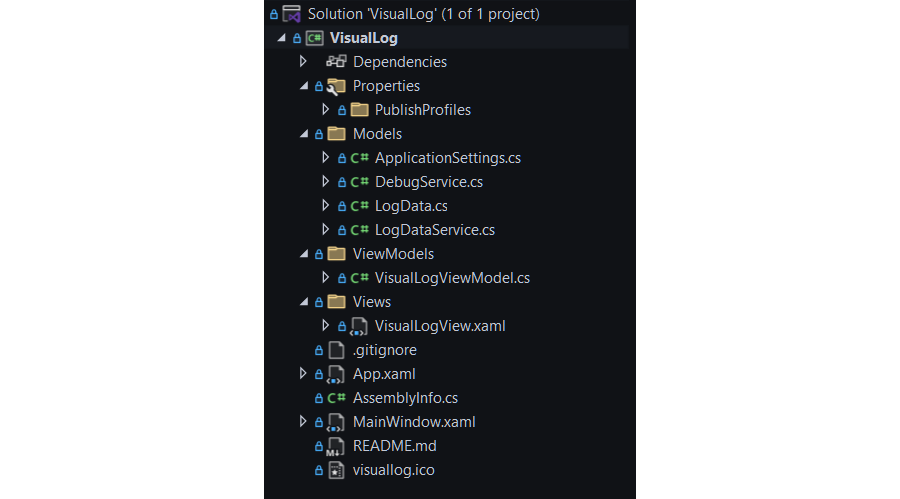 Solution 'VisualLog' (1 of 1 project)
C# VisualLog
Dependencies
Properties
PublishProfiles
Models
C# ApplicationSettings.cs
C# DebugService.cs
C# LogData.cs
C# LogDataService.cs
ViewModels
C# VisualLogViewModel.cs
Views
VisualLogView.xaml
.gitignore
App.xaml
C# AssemblyInfo.cs
MainWindow.xaml
M↓ README.md
visuallog.ico